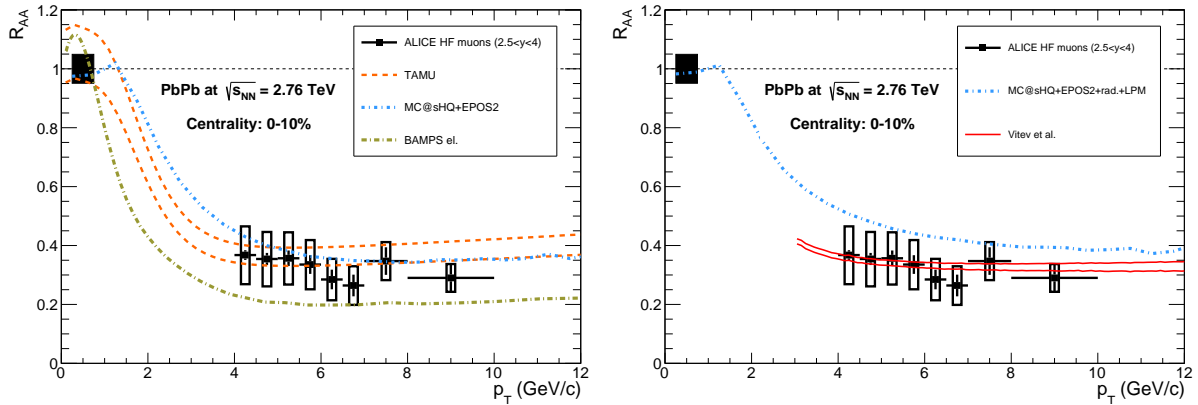 R_AA
1.2
1
0.8
0.6
0.4
0.2
0
0 2 4 6 8 10 12
p_T (GeV/c)
ALICE HF muons (2.5<y<4)
TAMU
MC@sHQ+EPOS2
BAMPS el.
PbPb at √s_NN = 2.76 TeV
Centrality: 0-10%
R_AA
1.2
1
0.8
0.6
0.4
0.2
0
0 2 4 6 8 10 12
p_T (GeV/c)
ALICE HF muons (2.5<y<4)
MC@sHQ+EPOS2+rad.+LPM
Vitev et al.
PbPb at √s_NN = 2.76 TeV
Centrality: 0-10%